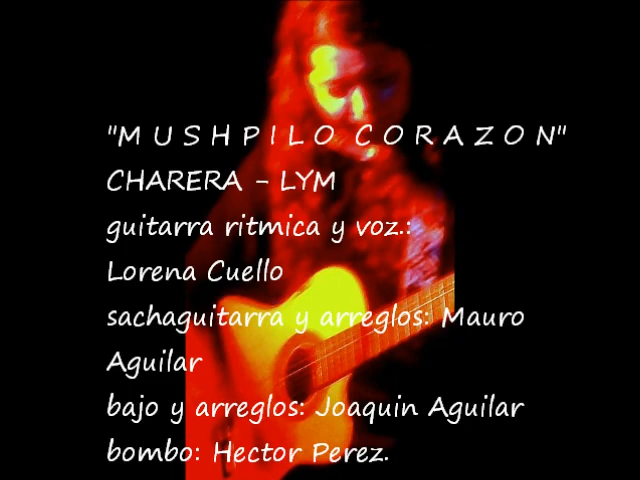 "M U S H P I L O  C O R A Z O N"
CHARERA - LYM
guitarra ritmica y voz.:
Lorena Cuello
sachaguitarra y arreglos: Mauro
Aguilar
bajo y arreglos: Joaquin Aguilar
bombo: Hector Perez.